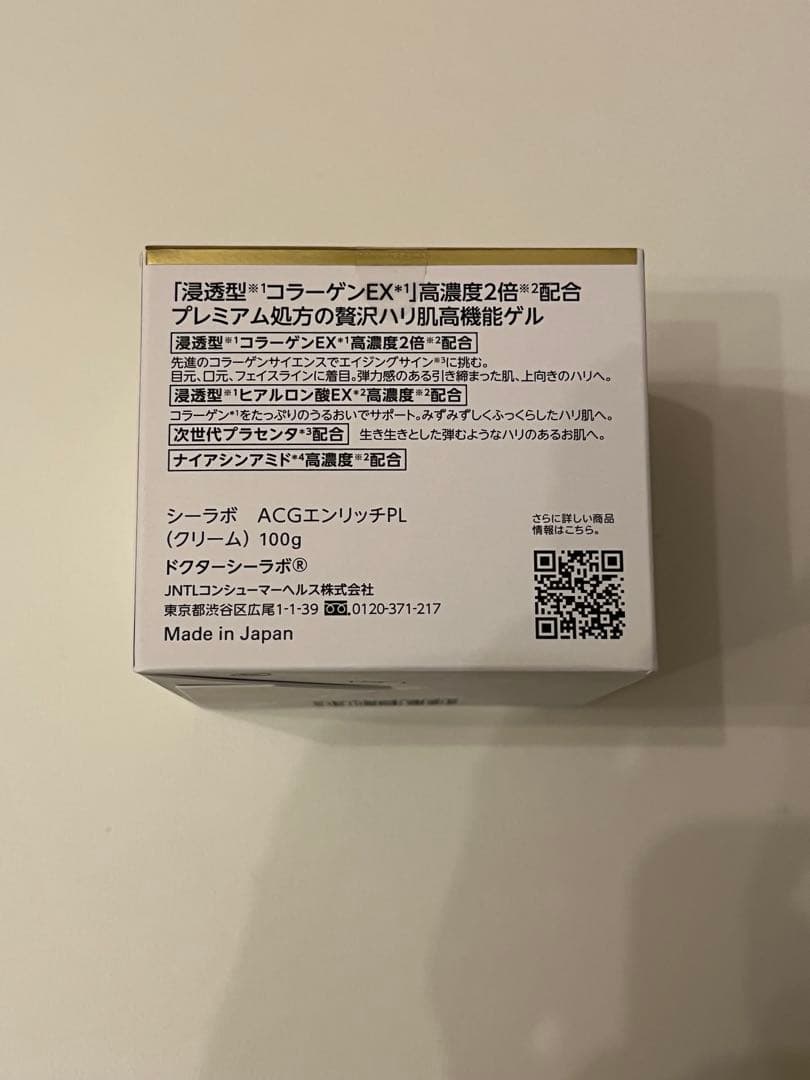 「浸透型※1コラーゲンEX*1」高濃度2倍※2配合
プレミアム処方の贅沢ハリ肌高機能ゲル
浸透型※1コラーゲンEX*1高濃度2倍※2配合
先進のコラーゲンサイエンスでエイジングサイン※3に挑む。
目元、口元、フェイスラインに着目。弾力感のある引き締まった肌、上向きのハリへ。
浸透型※1ヒアルロン酸EX*2高濃度※2配合
コラーゲン*1をたっぷりのうるおいでサポート。みずみずしくふっくらしたハリ肌へ。
次世代プラセンタ*3配合 生き生きとした弾むようなハリのあるお肌へ。
ナイアシンアミド*4高濃度※2配合
シーラボ ACGエンリッチPL
(クリーム) 100g
ドクターシーラボ®
JNTLコンシューマーヘルス株式会社
東京都渋谷区広尾1-1-39 0120-371-217
Made in Japan
さらに詳しい商品
情報はこちら。